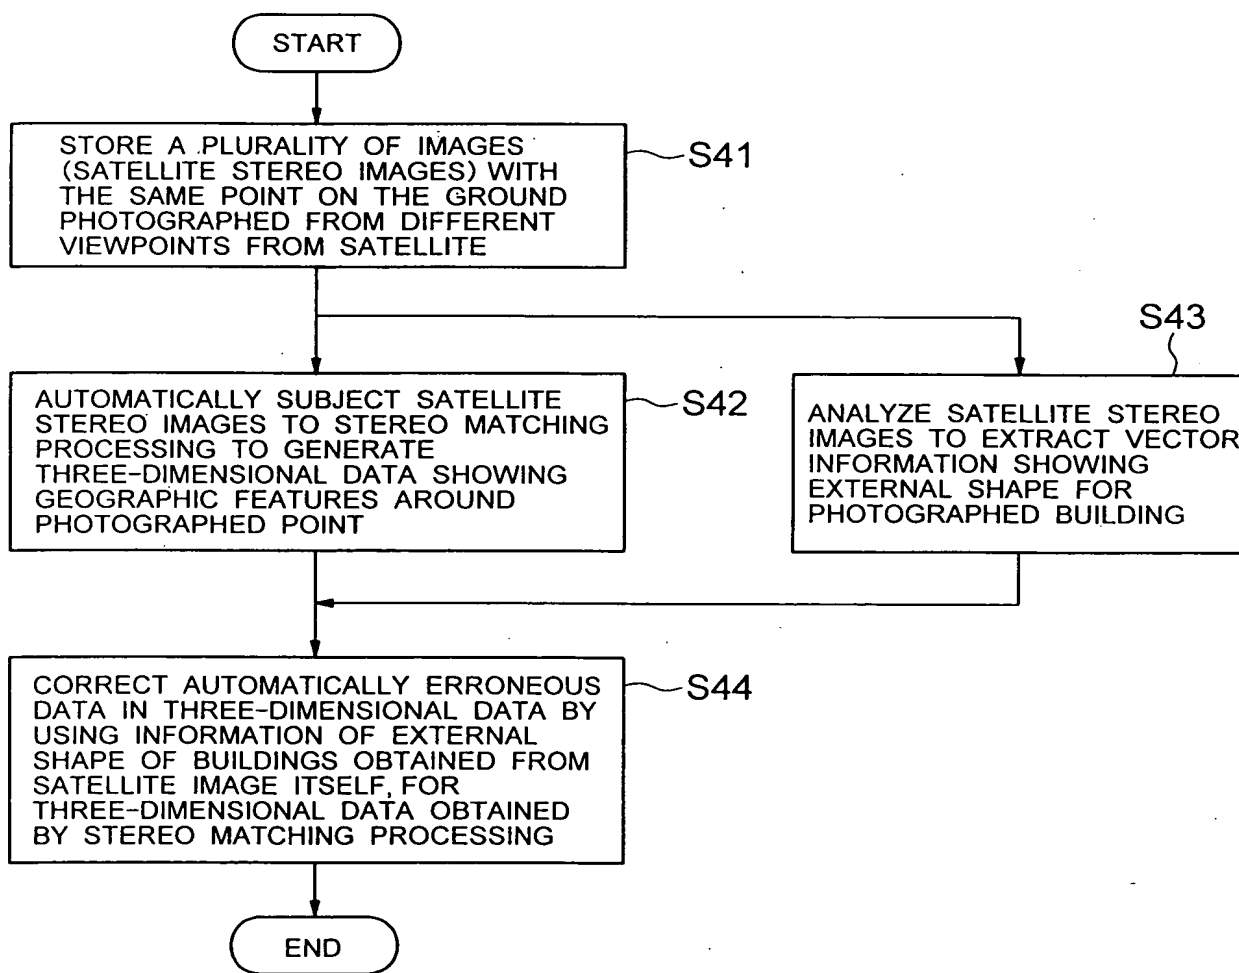 START
STORE A PLURALITY OF IMAGES
(SATELLITE STEREO IMAGES) WITH
THE SAME POINT ON THE GROUND
PHOTOGRAPHED FROM DIFFERENT
VIEWPOINTS FROM SATELLITE
S41
AUTOMATICALLY SUBJECT SATELLITE
STEREO IMAGES TO STEREO MATCHING
PROCESSING TO GENERATE
THREE-DIMENSIONAL DATA SHOWING
GEOGRAPHIC FEATURES AROUND
PHOTOGRAPHED POINT
S42
S43
ANALYZE SATELLITE STEREO
IMAGES TO EXTRACT VECTOR
INFORMATION SHOWING
EXTERNAL SHAPE FOR
PHOTOGRAPHED BUILDING
CORRECT AUTOMATICALLY ERRONEOUS
DATA IN THREE-DIMENSIONAL DATA BY
USING INFORMATION OF EXTERNAL
SHAPE OF BUILDINGS OBTAINED FROM
SATELLITE IMAGE ITSELF, FOR
THREE-DIMENSIONAL DATA OBTAINED
BY STEREO MATCHING PROCESSING
S44
END